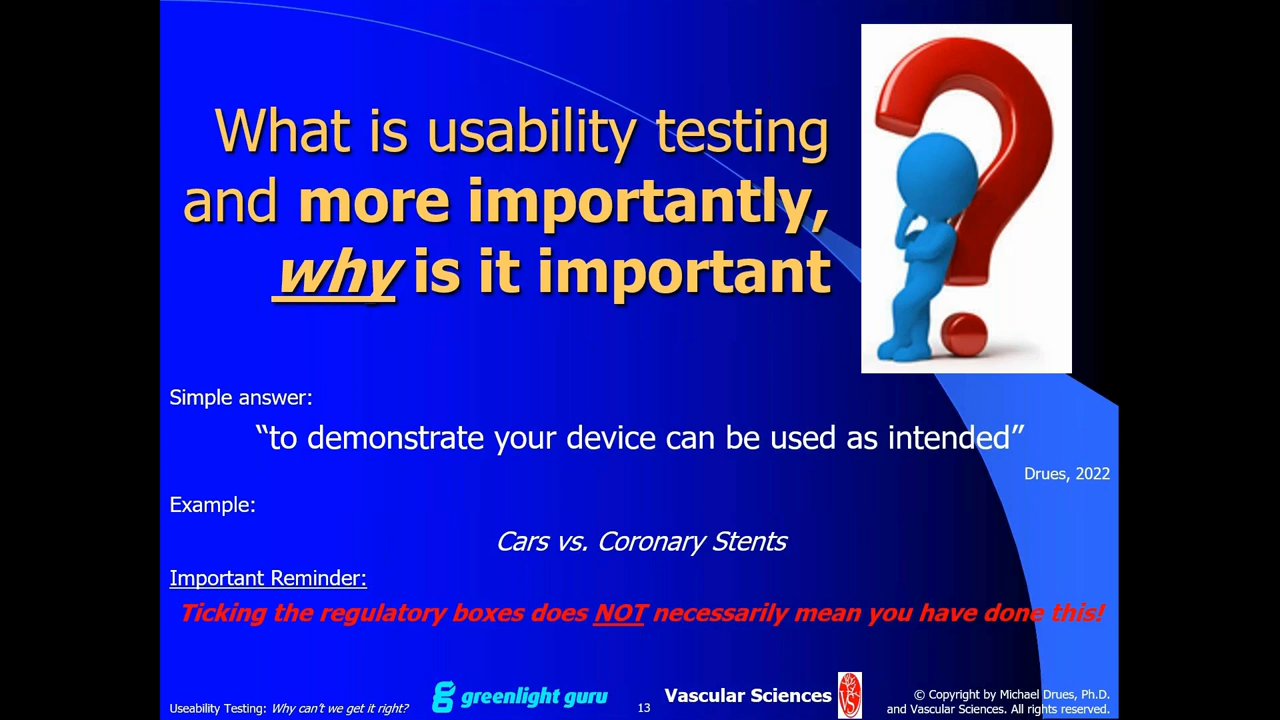 What is usability testing
and more importantly,
why is it important
Simple answer:
“to demonstrate your device can be used as intended”
Drues, 2022
Example:
Cars vs. Coronary Stents
Important Reminder:
Ticking the regulatory boxes does NOT necessarily mean you have done this!
Useability Testing: Why can't we get it right?
greenlight guru
13
Vascular Sciences
VS
© Copyright by Michael Drues, Ph.D.
and Vascular Sciences. All rights reserved.